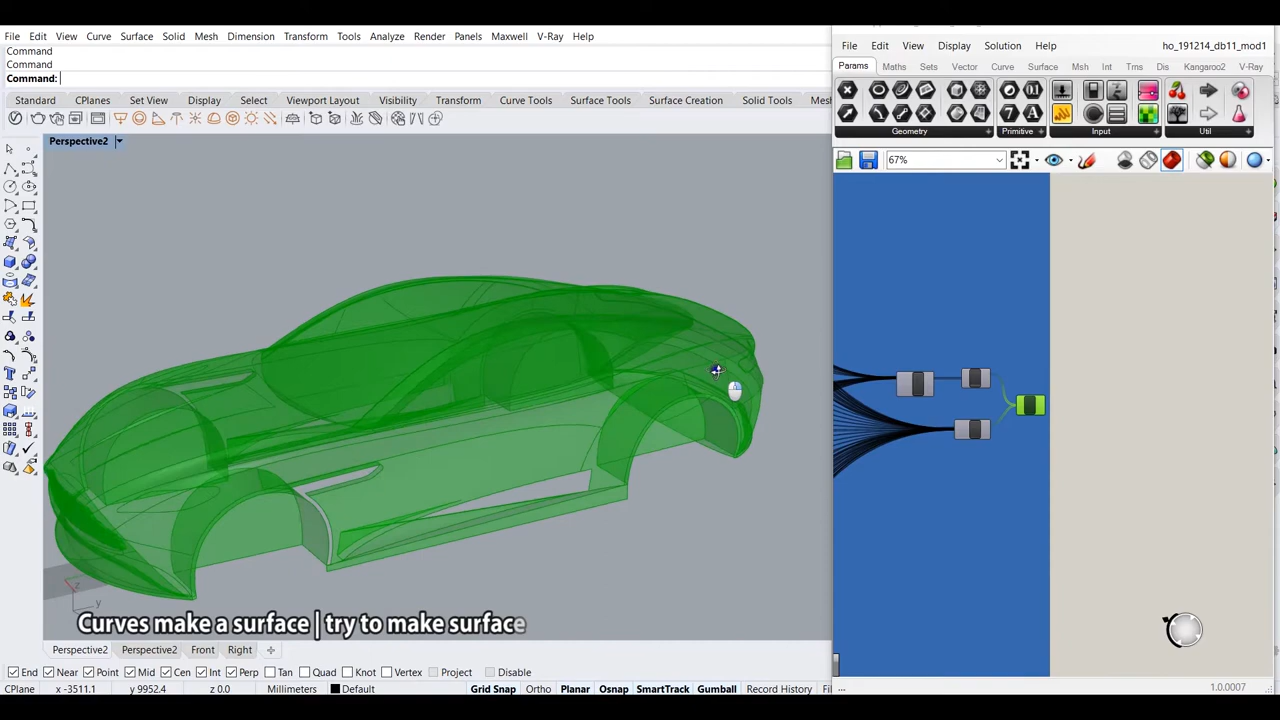 File Edit View Curve Surface Solid Mesh Dimension Transform Tools Analyze Render Panels Maxwell V-Ray Help
Command
Command
Command:
Standard CPlanes SetView Display Select Viewport Layout Visibility Transform Curve Tools Surface Tools Surface Creation Solid Tools Mesh
Perspective2
z
y
Curves make a surface | try to make surface
Perspective2 Perspective2 Front Right
End Near Point Mid Cen Int Perp Tan Quad Knot Vertex Project Disable
CPlane x -3511.1 y 9952.4 z 0.0 Millimeters Default Grid Snap Ortho Planar Osnap SmartTrack Gumball Record History Fil
File Edit View Display Solution Help ho_191214_db11_mod1
Params Maths Sets Vector Curve Surface Msh Int Trns Dis Kangaroo2 V-Ray
Geometry Primitive Input Util
67%
... 1.0.0007